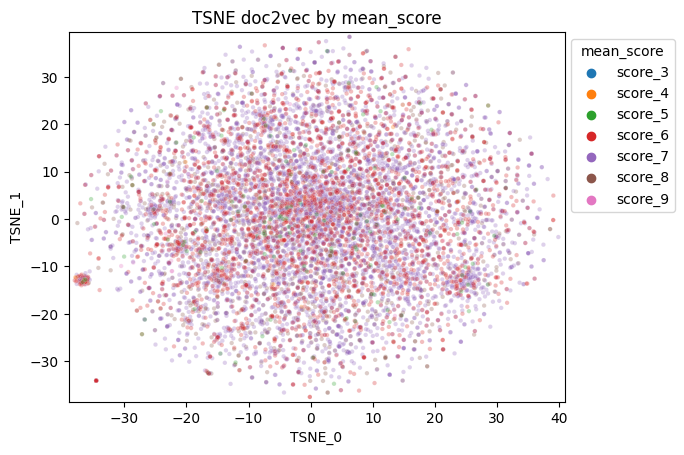 TSNE doc2vec by mean_score
mean_score
score_3
score_4
score_5
score_6
score_7
score_8
score_9
TSNE_1
30
20
10
0
−10
−20
−30
−30 −20 −10 0 10 20 30 40
TSNE_0